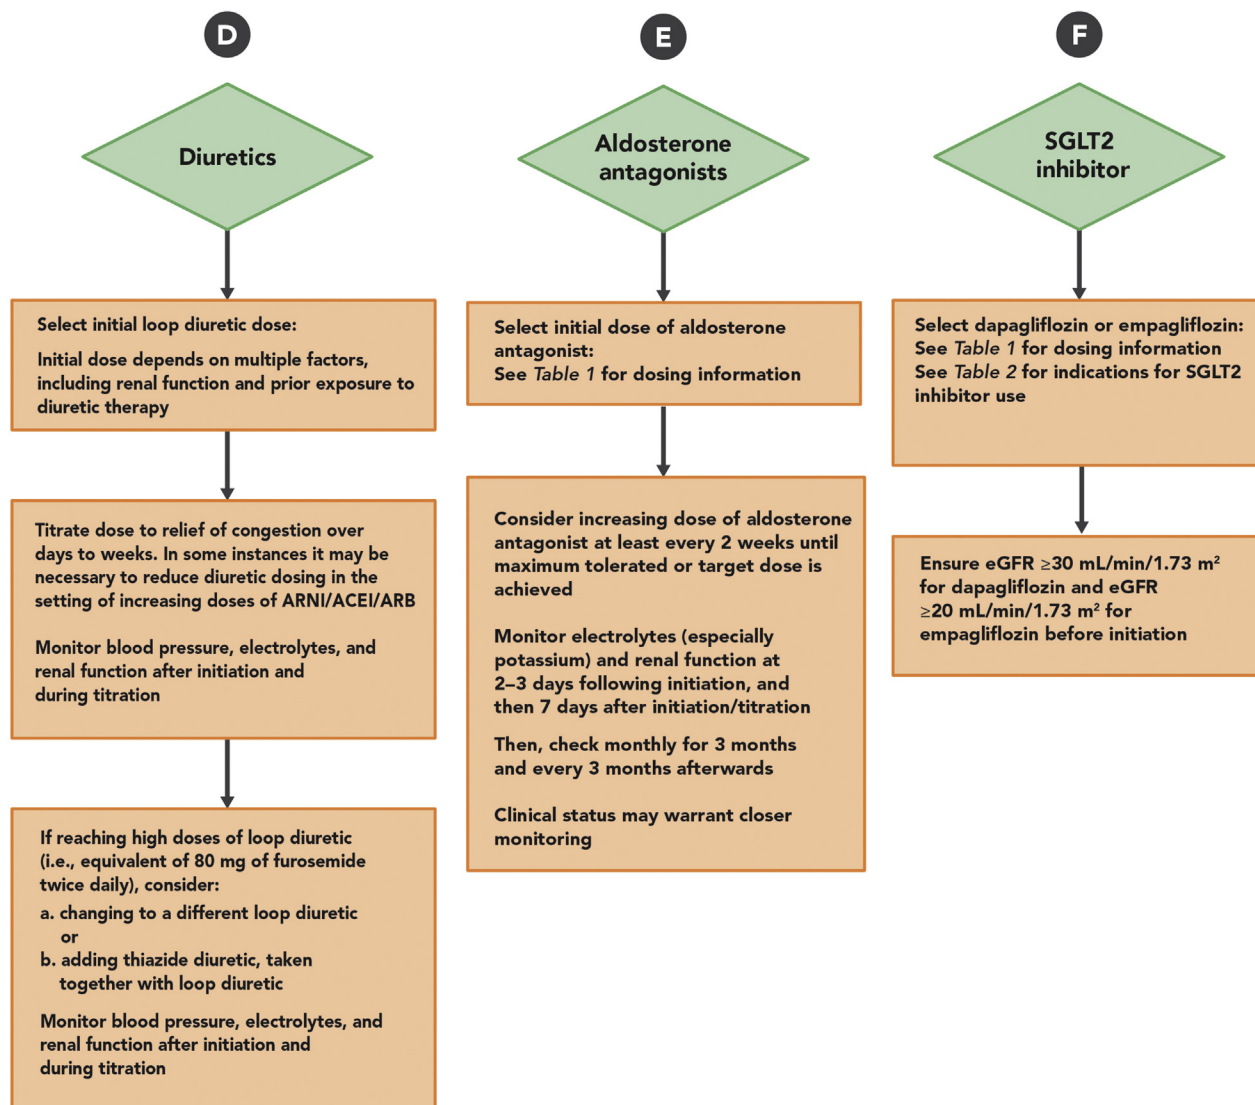 D
Diuretics
Select initial loop diuretic dose:
Initial dose depends on multiple factors,
including renal function and prior exposure to
diuretic therapy
Titrate dose to relief of congestion over
days to weeks. In some instances it may be
necessary to reduce diuretic dosing in the
setting of increasing doses of ARNI/ACEI/ARB
Monitor blood pressure, electrolytes, and
renal function after initiation and
during titration
If reaching high doses of loop diuretic
(i.e., equivalent of 80 mg of furosemide
twice daily), consider:
a. changing to a different loop diuretic
or
b. adding thiazide diuretic, taken
together with loop diuretic
Monitor blood pressure, electrolytes, and
renal function after initiation and
during titration
E
Aldosterone
antagonists
Select initial dose of aldosterone
antagonist:
See Table 1 for dosing information
Consider increasing dose of aldosterone
antagonist at least every 2 weeks until
maximum tolerated or target dose is
achieved
Monitor electrolytes (especially
potassium) and renal function at
2–3 days following initiation, and
then 7 days after initiation/titration
Then, check monthly for 3 months
and every 3 months afterwards
Clinical status may warrant closer
monitoring
F
SGLT2
inhibitor
Select dapagliflozin or empagliflozin:
See Table 1 for dosing information
See Table 2 for indications for SGLT2
inhibitor use
Ensure eGFR ≥30 mL/min/1.73 m²
for dapagliflozin and eGFR
≥20 mL/min/1.73 m² for
empagliflozin before initiation